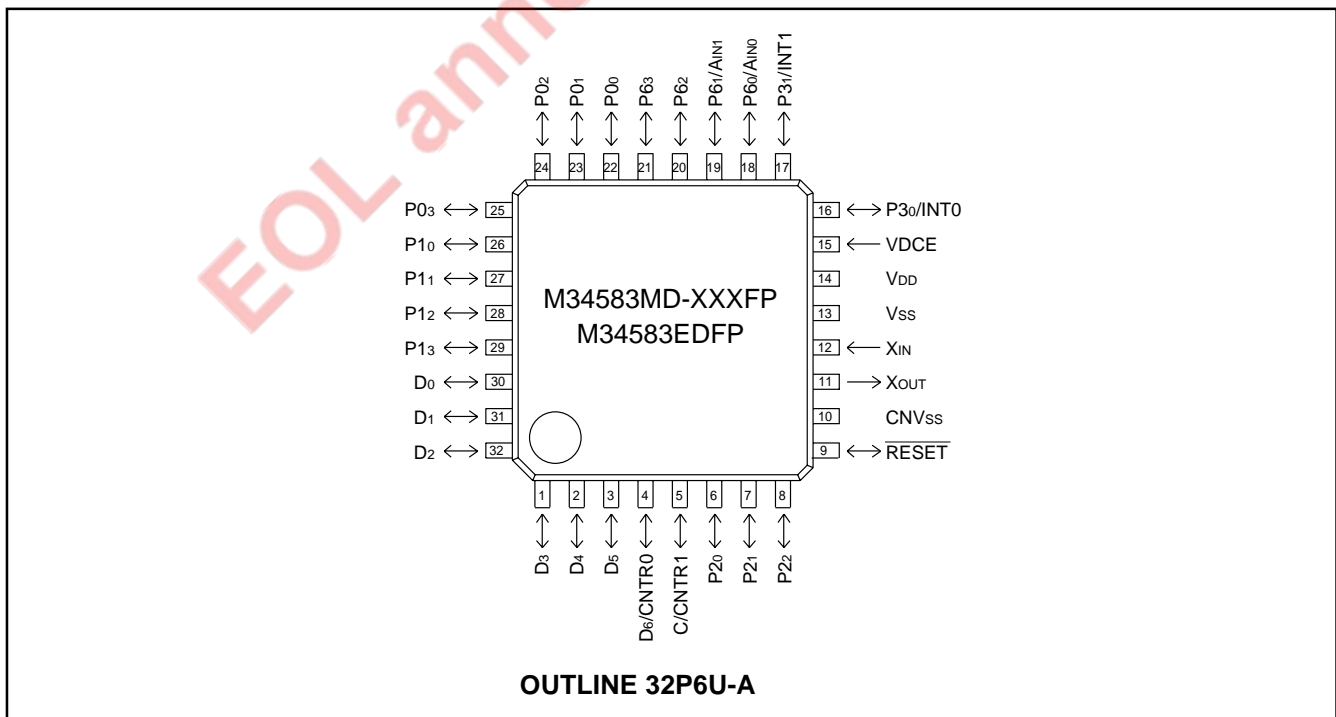 EOL anno
P02
P01
P00
P63
P62
P61/AIN1
P60/AIN0
P31/INT1
24
23
22
21
20
19
18
17
P03 25
P10 26
P11 27
P12 28
P13 29
D0 30
D1 31
D2 32
M34583MD-XXXFP
M34583EDFP
16 P30/INT0
15 VDCE
14 VDD
13 VSS
12 XIN
11 XOUT
10 CNVSS
9 RESET
1
2
3
4
5
6
7
8
D3
D4
D5
D6/CNTR0
C/CNTR1
P20
P21
P22
OUTLINE 32P6U-A